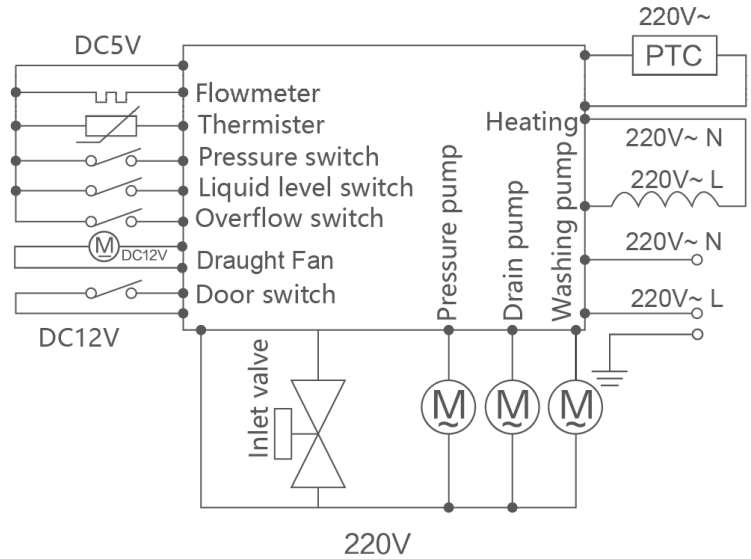 220V~
PTC
DC5V
Flowmeter
Thermister
Pressure switch
Liquid level switch
Overflow switch
M
DC12V
Draught Fan
Door switch
DC12V
Heating
220V~ N
220V~ L
220V~ N
220V~ L
Pressure pump
Drain pump
Washing pump
Inlet valve
M
~
M
~
M
~
220V